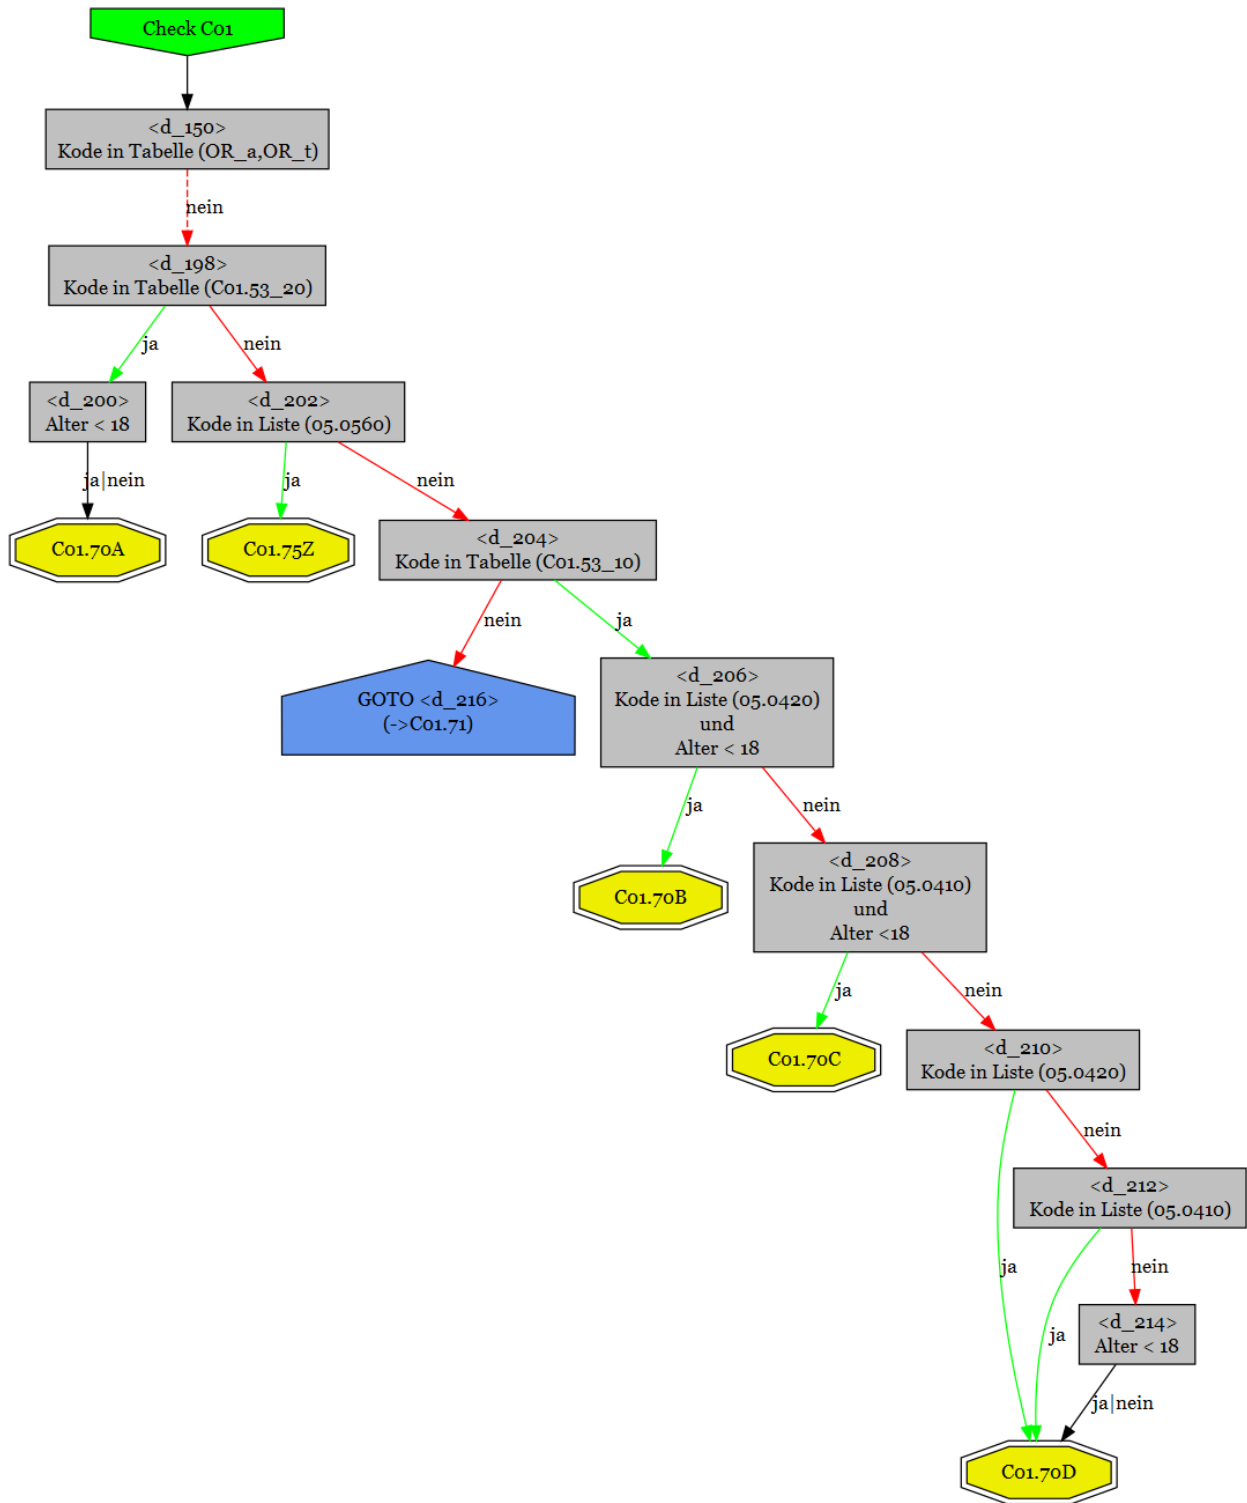 Check C01
<d_150>
Kode in Tabelle (OR_a,OR_t)
nein
<d_198>
Kode in Tabelle (C01.53_20)
ja
nein
<d_200>
Alter < 18
<d_202>
Kode in Liste (05.0560)
ja|nein
ja
nein
C01.70A
C01.75Z
<d_204>
Kode in Tabelle (C01.53_10)
nein
ja
GOTO <d_216>
(->C01.71)
<d_206>
Kode in Liste (05.0420)
und
Alter < 18
ja
nein
C01.70B
<d_208>
Kode in Liste (05.0410)
und
Alter <18
ja
nein
C01.70C
<d_210>
Kode in Liste (05.0420)
nein
<d_212>
Kode in Liste (05.0410)
ja
nein
ja
<d_214>
Alter < 18
ja|nein
C01.70D